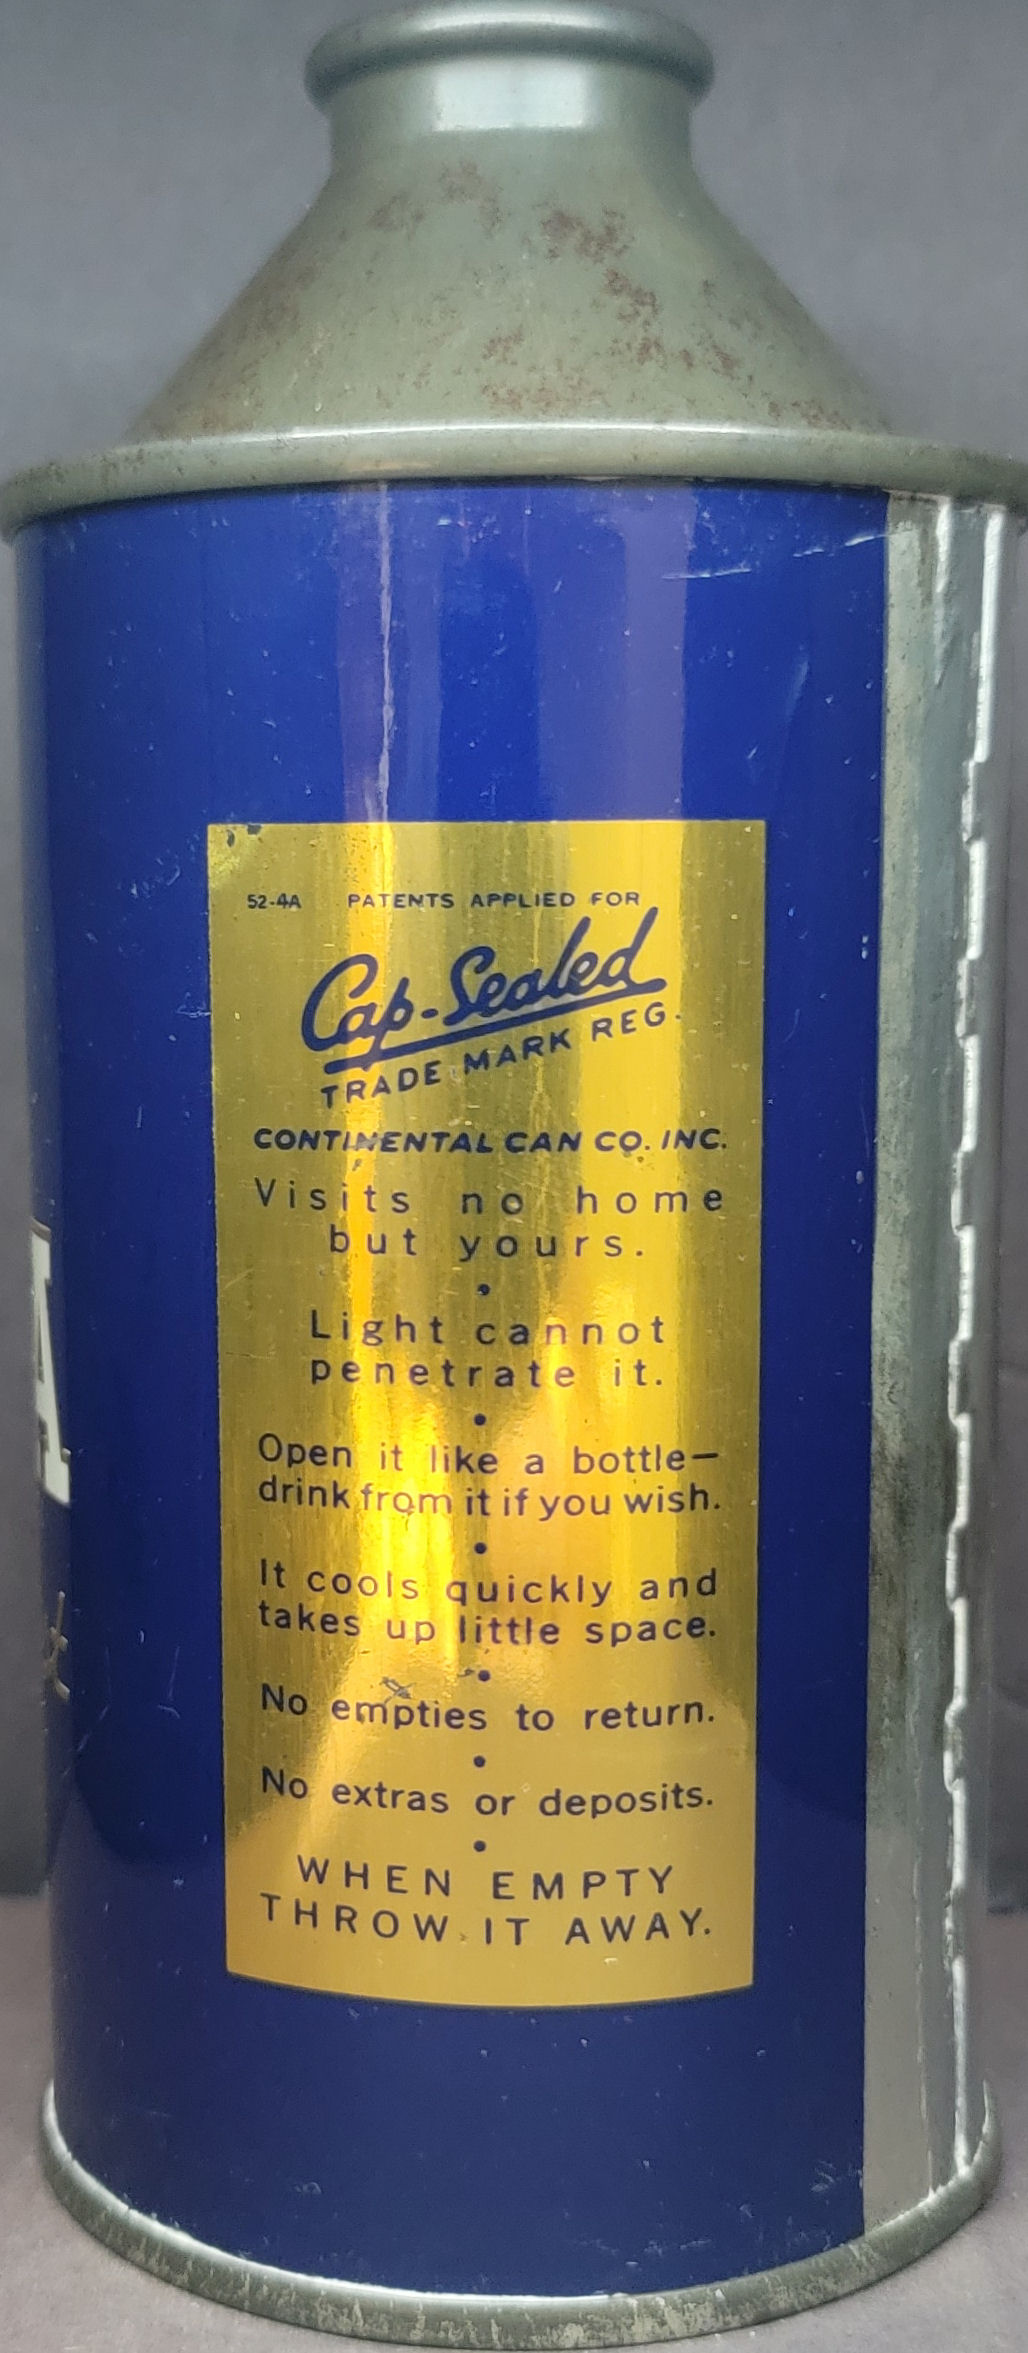 52-4A PATENTS APPLIED FOR
Cap-Sealed
TRADE MARK REG.
CONTINENTAL CAN CO. INC.
Visits no home
but yours.
•
Light cannot
penetrate it.
•
Open it like a bottle—
drink from it if you wish.
•
It cools quickly and
takes up little space.
•
No empties to return.
•
No extras or deposits.
•
WHEN EMPTY
THROW IT AWAY.
A